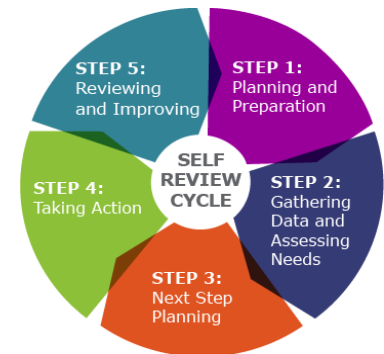 SELF
REVIEW
CYCLE
STEP 1:
Planning and
Preparation
STEP 2:
Gathering
Data and
Assessing
Needs
STEP 3:
Next Step
Planning
STEP 4:
Taking Action
STEP 5:
Reviewing
and Improving